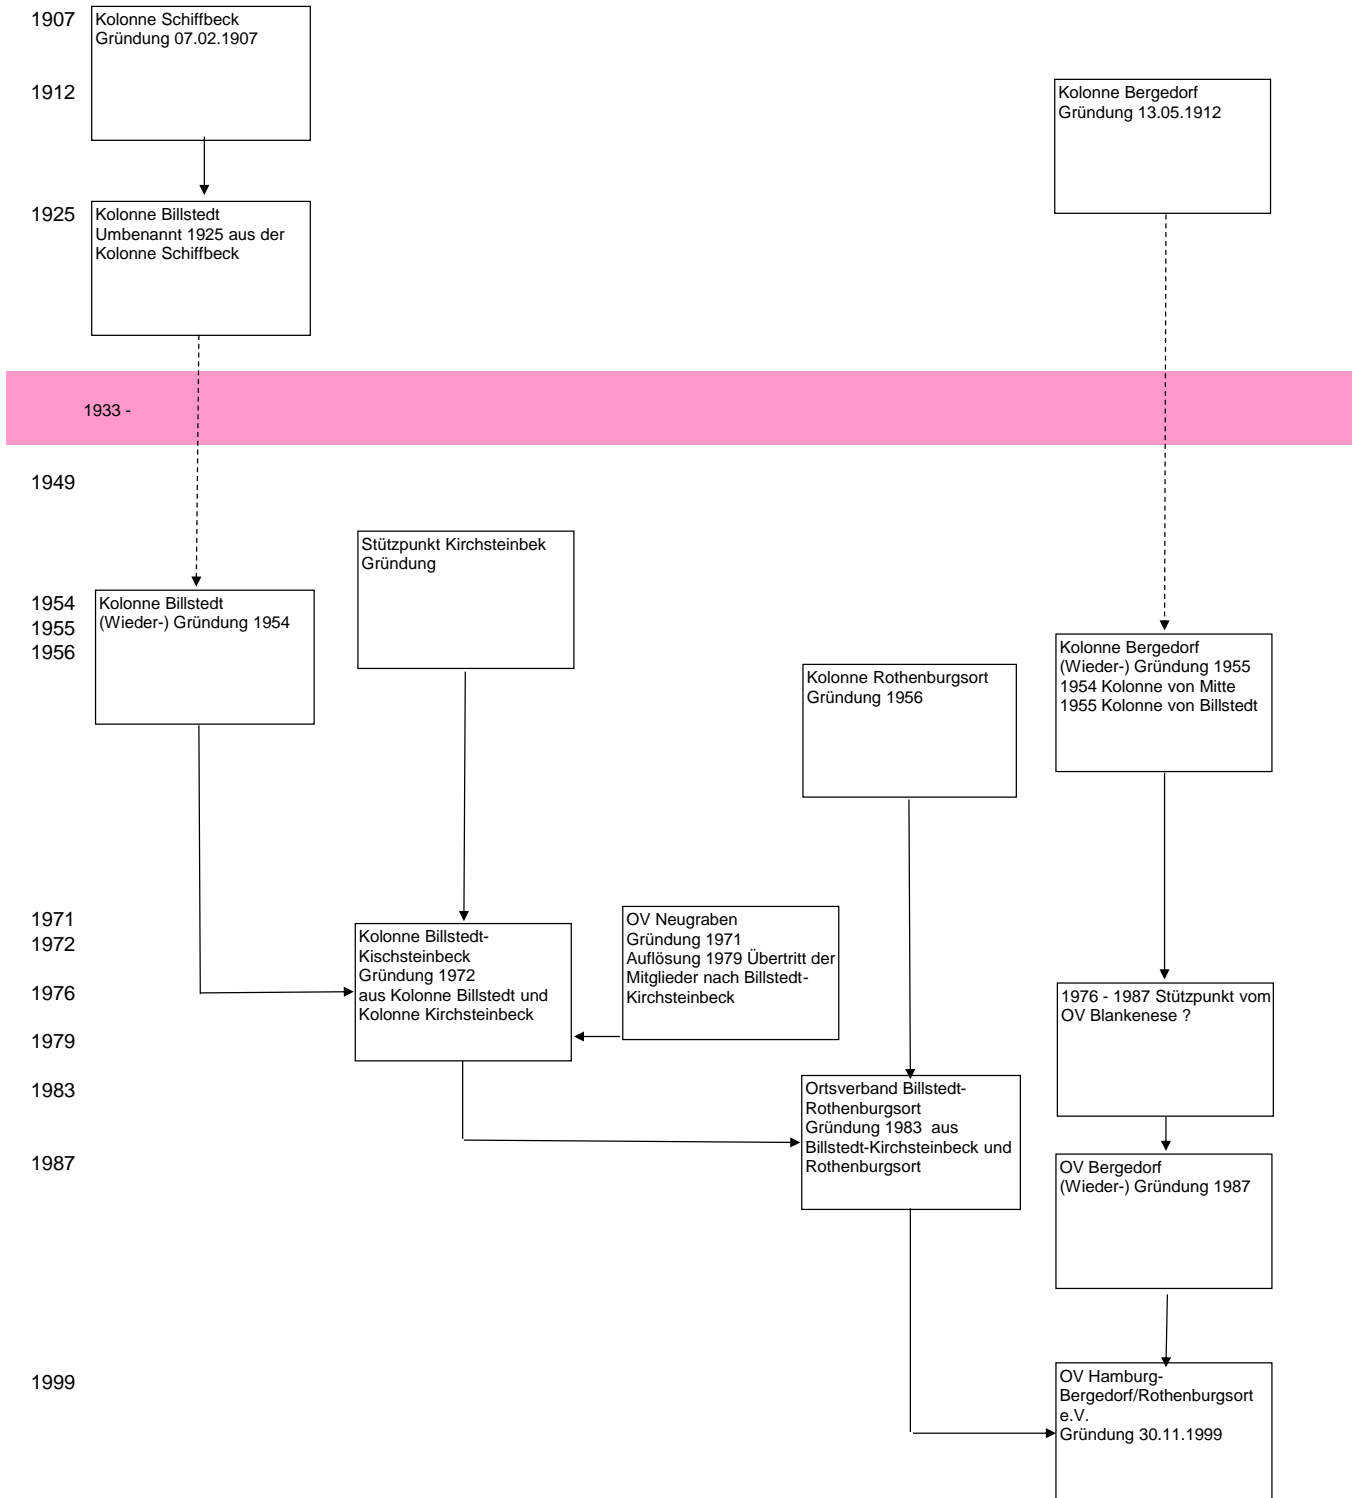 1907
Kolonne Schiffbeck
Gründung 07.02.1907
1912
Kolonne Bergedorf
Gründung 13.05.1912
1925
Kolonne Billstedt
Umbenannt 1925 aus der
Kolonne Schiffbeck
1933 -
1949
Stützpunkt Kirchsteinbek
Gründung
1954
1955
1956
Kolonne Billstedt
(Wieder-) Gründung 1954
Kolonne Rothenburgsort
Gründung 1956
Kolonne Bergedorf
(Wieder-) Gründung 1955
1954 Kolonne von Mitte
1955 Kolonne von Billstedt
1971
1972
1976
1979
Kolonne Billstedt-
Kischsteinbeck
Gründung 1972
aus Kolonne Billstedt und
Kolonne Kirchsteinbeck
OV Neugraben
Gründung 1971
Auflösung 1979 Übertritt der
Mitglieder nach Billstedt-
Kirchsteinbeck
1976 - 1987 Stützpunkt vom
OV Blankenese ?
1983
1987
Ortsverband Billstedt-
Rothenburgsort
Gründung 1983  aus
Billstedt-Kirchsteinbeck und
Rothenburgsort
OV Bergedorf
(Wieder-) Gründung 1987
1999
OV Hamburg-
Bergedorf/Rothenburgsort
e.V.
Gründung 30.11.1999